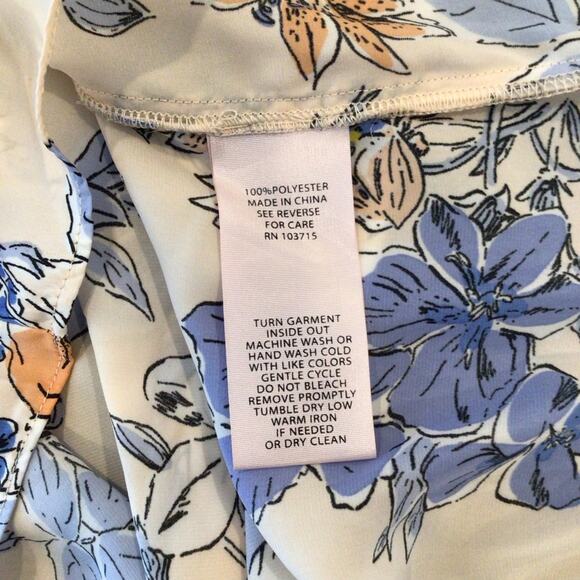 100%POLYESTER
MADE IN CHINA
SEE REVERSE
FOR CARE
RN 103715
TURN GARMENT
INSIDE OUT
MACHINE WASH OR
HAND WASH COLD
WITH LIKE COLORS
GENTLE CYCLE
DO NOT BLEACH
REMOVE PROMPTLY
TUMBLE DRY LOW
WARM IRON
IF NEEDED
OR DRY CLEAN